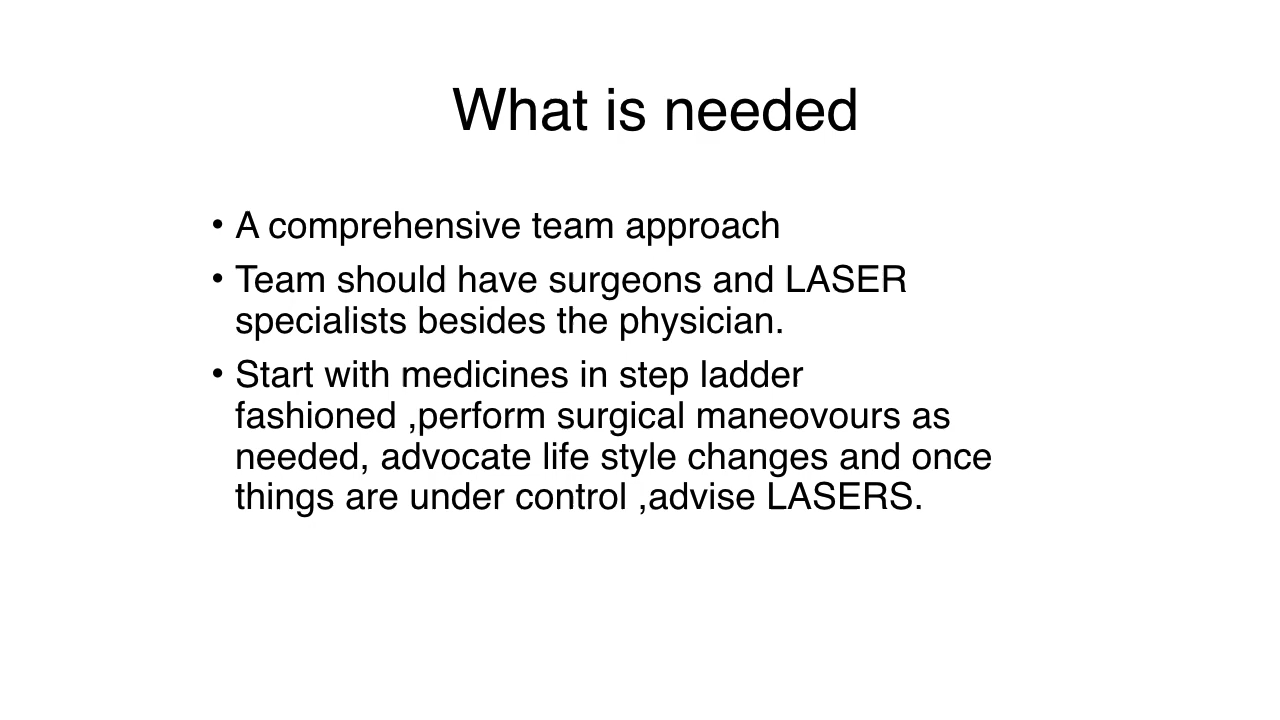 What is needed
• A comprehensive team approach
• Team should have surgeons and LASER
specialists besides the physician.
• Start with medicines in step ladder
fashioned ,perform surgical maneovours as
needed, advocate life style changes and once
things are under control ,advise LASERS.